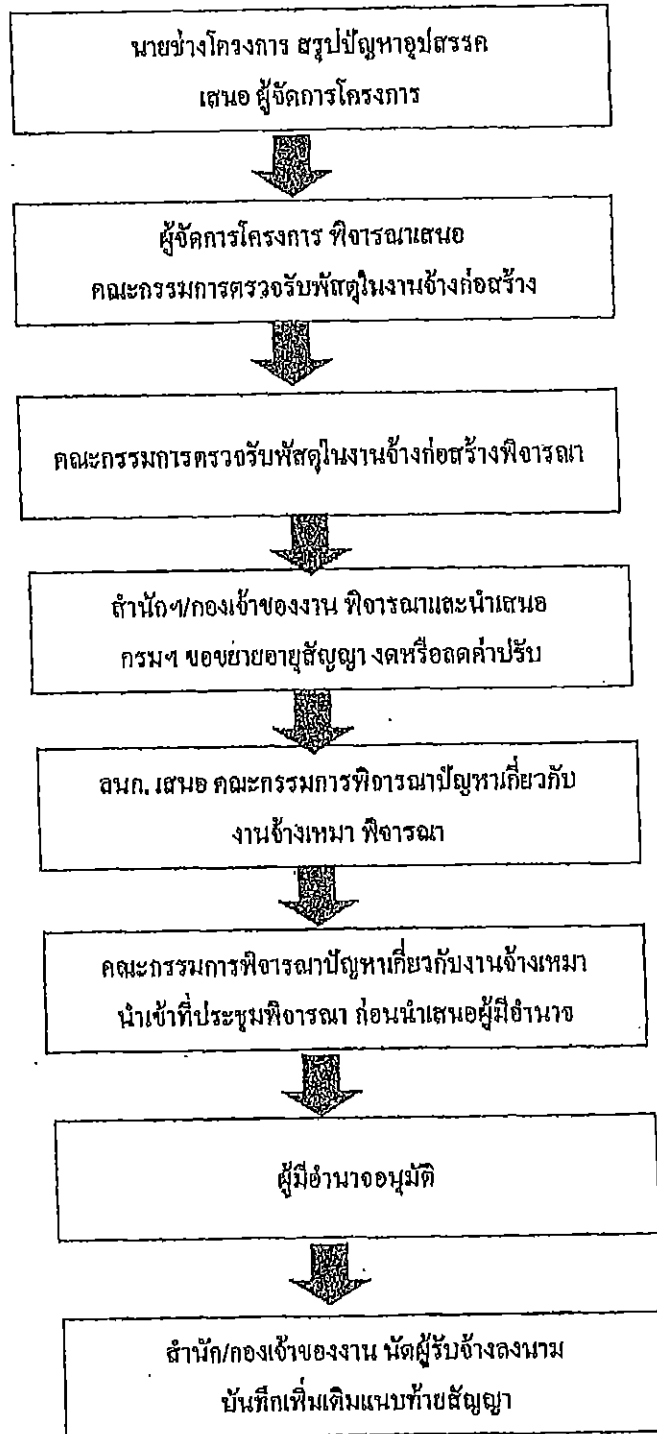 นายช่างโครงการ สรุปปัญหาอุปสรรค
เสนอ ผู้จัดการโครงการ
ผู้จัดการโครงการ พิจารณาเสนอ
คณะกรรมการตรวจรับพัสดุในงานจ้างก่อสร้าง
คณะกรรมการตรวจรับพัสดุในงานจ้างก่อสร้างพิจารณา
สำนักฯ/กองเจ้าของงาน พิจารณาและนำเสนอ
กรมฯ ขอขยายอายุสัญญา งดหรือลดค่าปรับ
ลนก. เสนอ คณะกรรมการพิจารณาปัญหาเกี่ยวกับ
งานจ้างเหมา พิจารณา
คณะกรรมการพิจารณาปัญหาเกี่ยวกับงานจ้างเหมา
นำเข้าที่ประชุมพิจารณา ก่อนนำเสนอผู้มีอำนาจ
ผู้มีอำนาจอนุมัติ
สำนัก/กองเจ้าของงาน นัดผู้รับจ้างลงนาม
บันทึกเพิ่มเติมแนบท้ายสัญญา